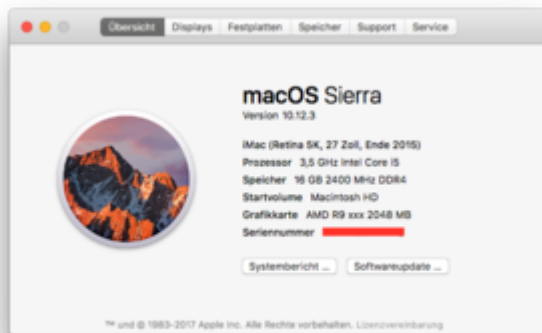 Übersicht Displays Festplatten Speicher Support Service
macOS Sierra
Version 10.12.3
iMac (Retina 5K, 27 Zoll, Ende 2015)
Prozessor 3,5 GHz Intel Core i5
Speicher 16 GB 2400 MHz DDR4
Startvolume Macintosh HD
Grafikkarte AMD R9 xxx 2048 MB
Seriennummer
Systembericht ... Softwareupdate ...
™ und © 1983-2017 Apple Inc. Alle Rechte vorbehalten. Lizenzvereinbarung